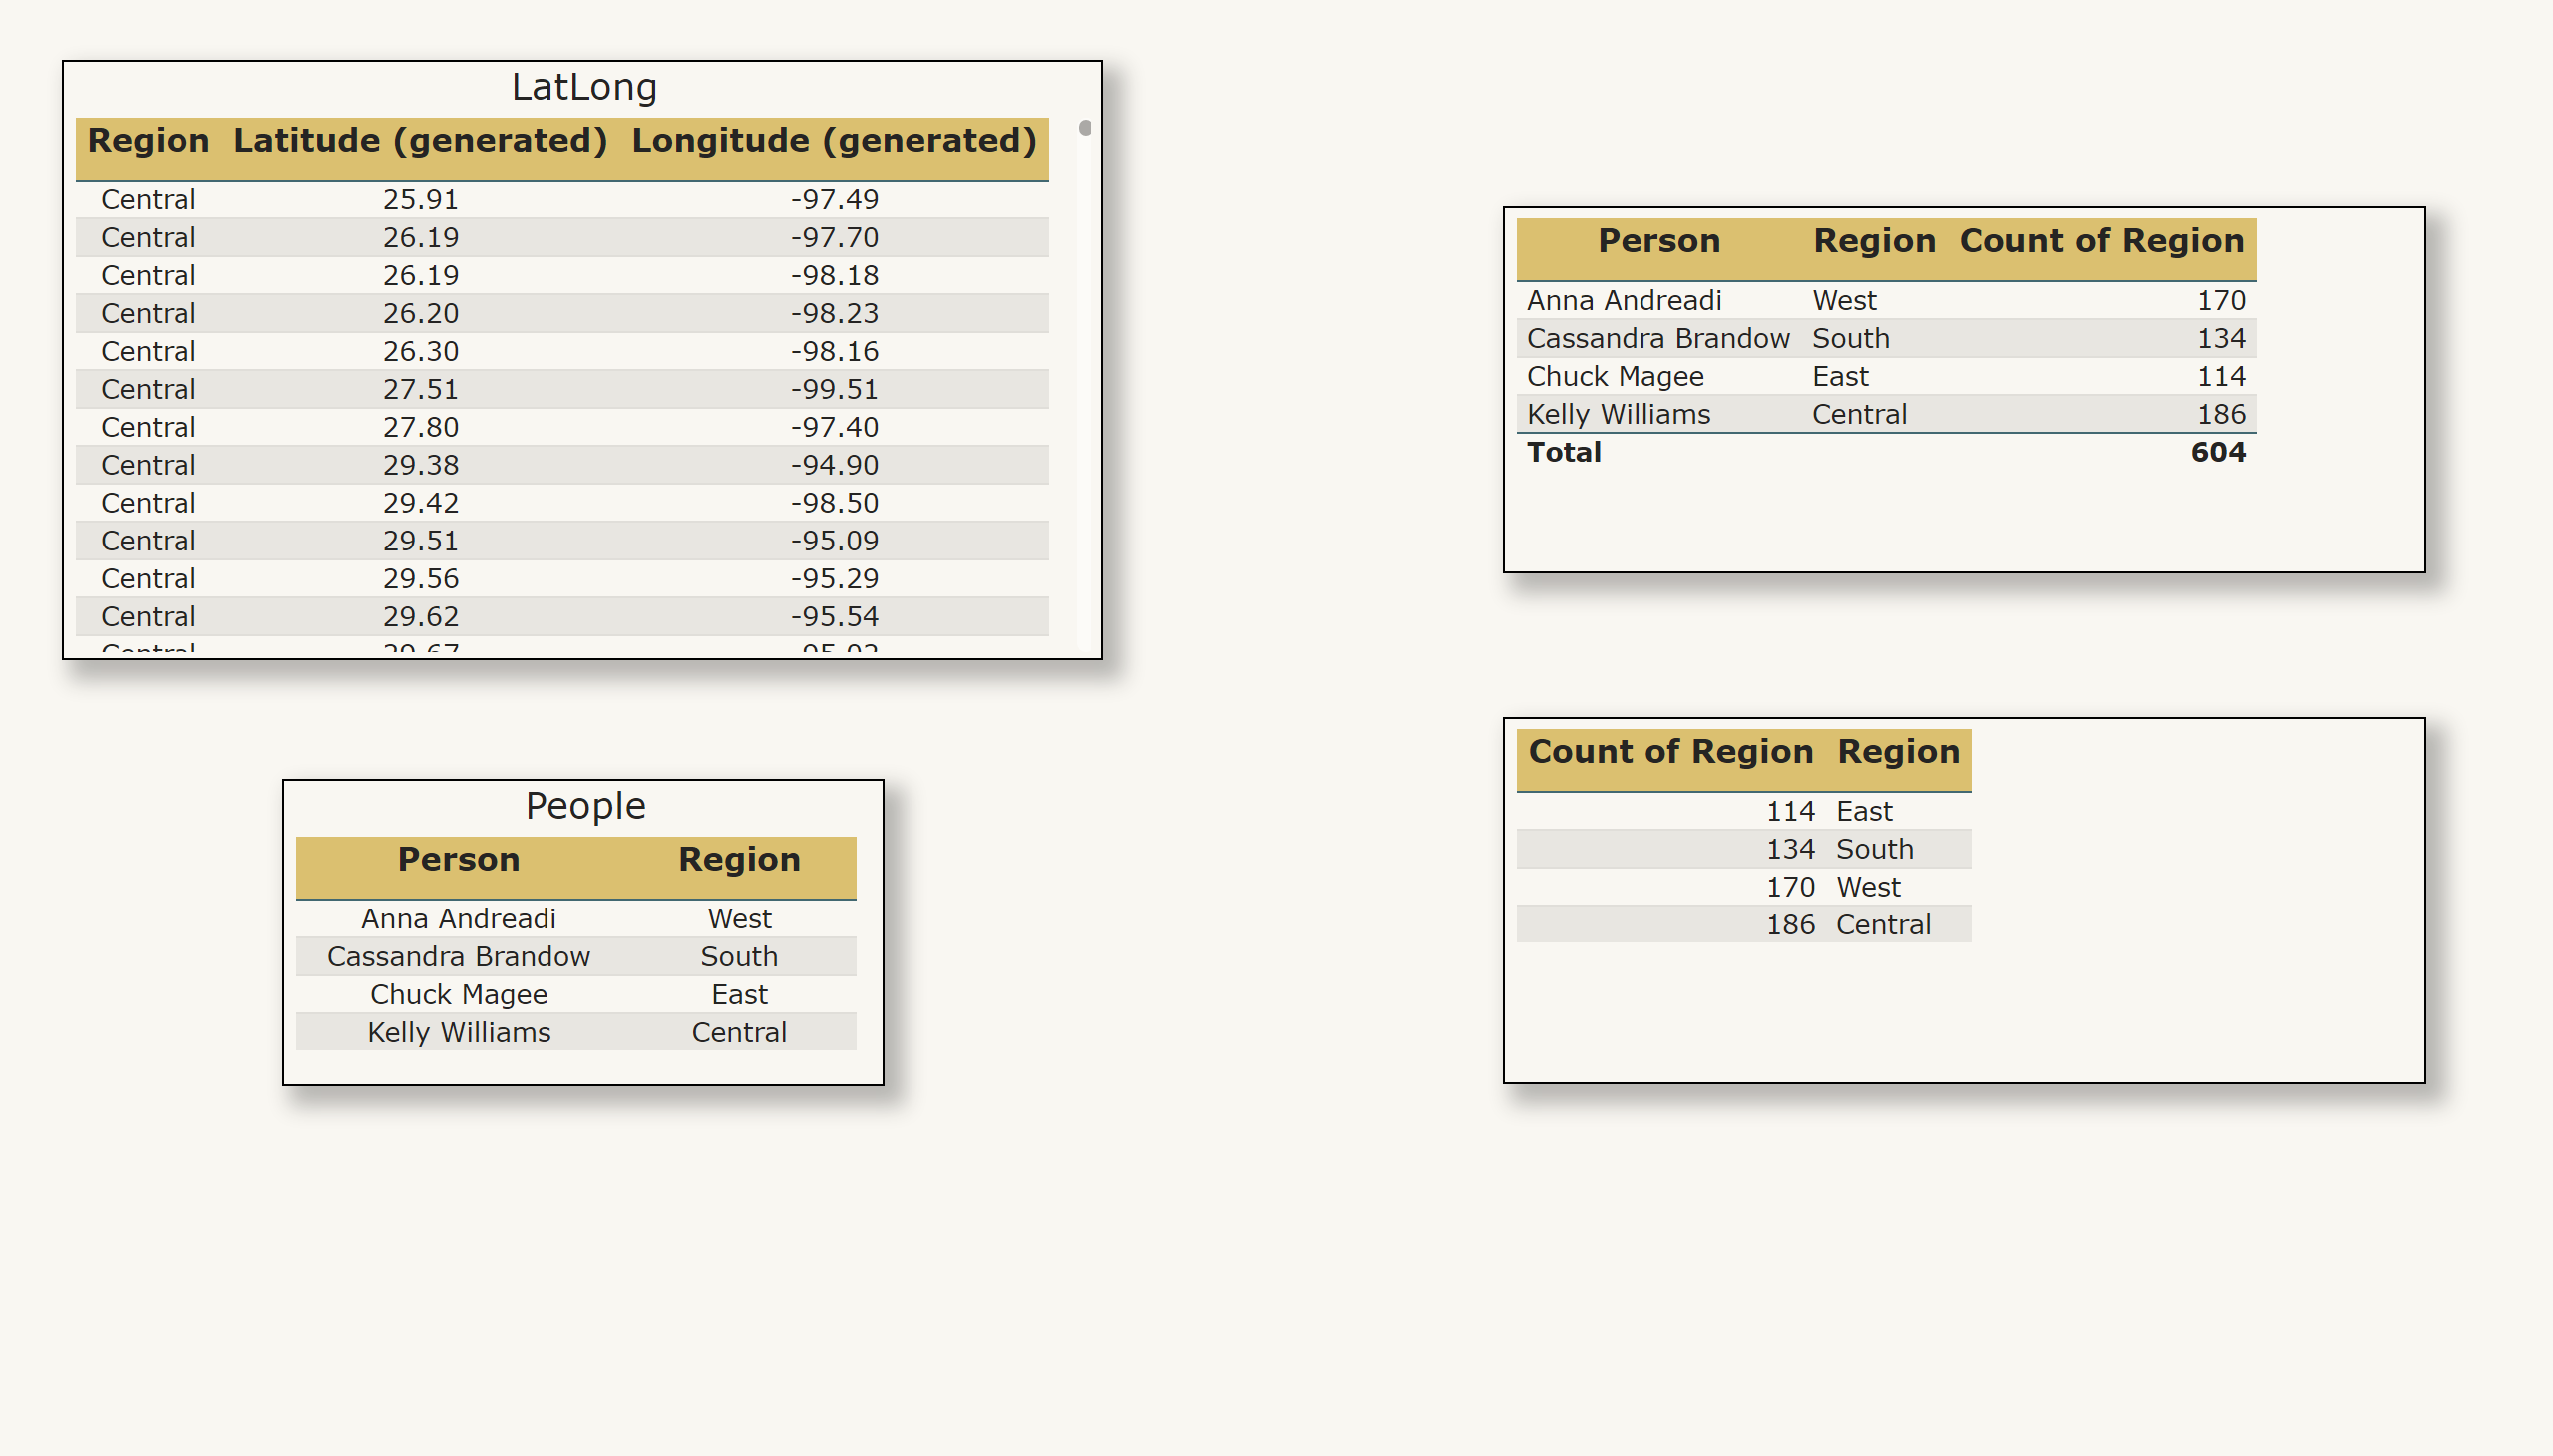 LatLong
Region Latitude (generated) Longitude (generated)
Central 25.91 -97.49
Central 26.19 -97.70
Central 26.19 -98.18
Central 26.20 -98.23
Central 26.30 -98.16
Central 27.51 -99.51
Central 27.80 -97.40
Central 29.38 -94.90
Central 29.42 -98.50
Central 29.51 -95.09
Central 29.56 -95.29
Central 29.62 -95.54
Central 29.67
People
Person Region
Anna Andreadi West
Cassandra Brandow South
Chuck Magee East
Kelly Williams Central
Person Region Count of Region
Anna Andreadi West 170
Cassandra Brandow South 134
Chuck Magee East 114
Kelly Williams Central 186
Total 604
Count of Region Region
114 East
134 South
170 West
186 Central